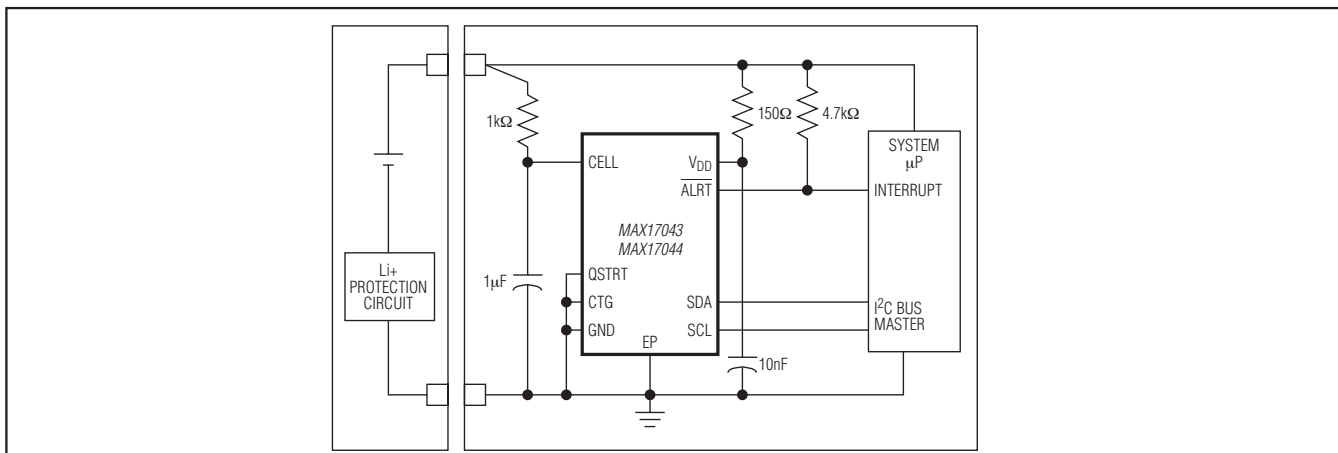 Li+
PROTECTION
CIRCUIT
1kΩ
1μF
CELL
QSTRT
CTG
GND
MAX17043
MAX17044
EP
VDD
ALRT
SDA
SCL
150Ω
4.7kΩ
10nF
SYSTEM
μP
INTERRUPT
I²C BUS
MASTER